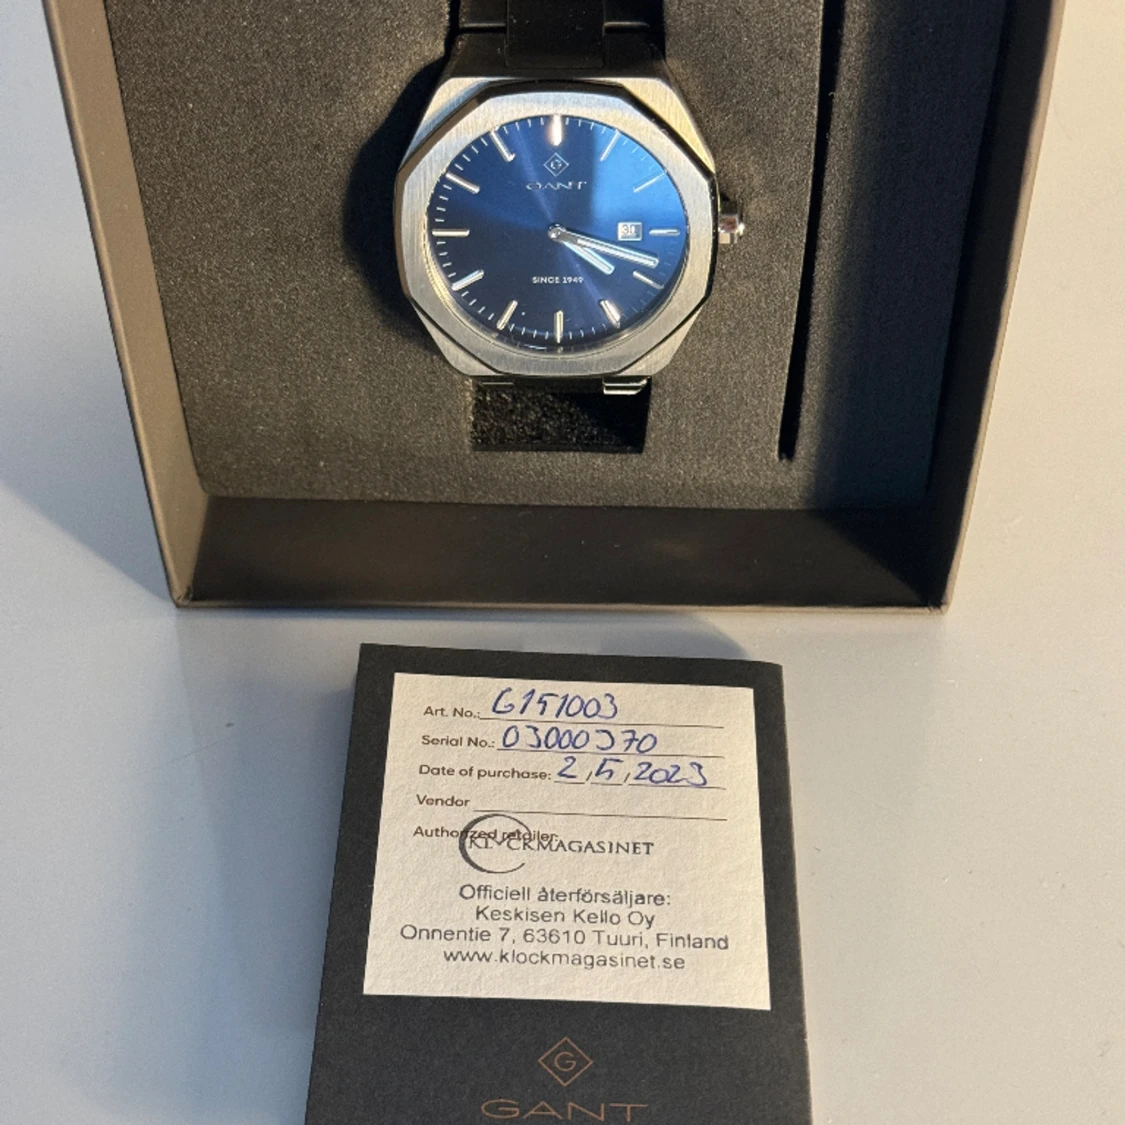 G
GANT
30
SINCE 1949
Art. No.: G151003
Serial No.: 03000370
Date of purchase: 2,5,2023
Vendor
Authorized retailer:
KLOCKMAGASINET
Officiell återförsäljare:
Keskisen Kello Oy
Onnentie 7, 63610 Tuuri, Finland
www.klockmagasinet.se
G
GANT